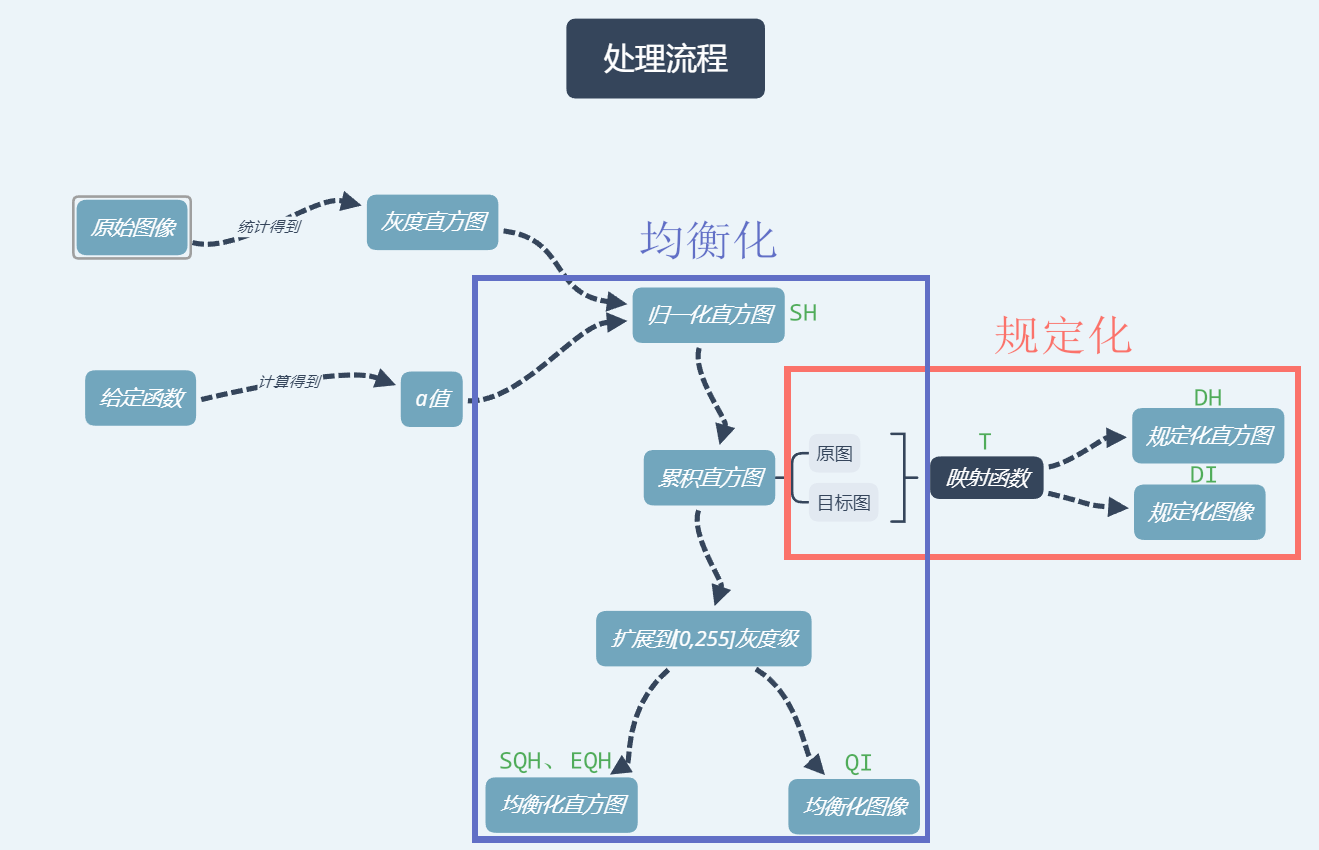 处理流程
原始图像
统计得到
灰度直方图
均衡化
归一化直方图
SH
规定化
给定函数
计算得到
α值
DH
规定化直方图
T
原图
累积直方图
映射函数
DI
目标图
规定化图像
扩展到[0,255]灰度级
SQH、EQH
QI
均衡化直方图
均衡化图像